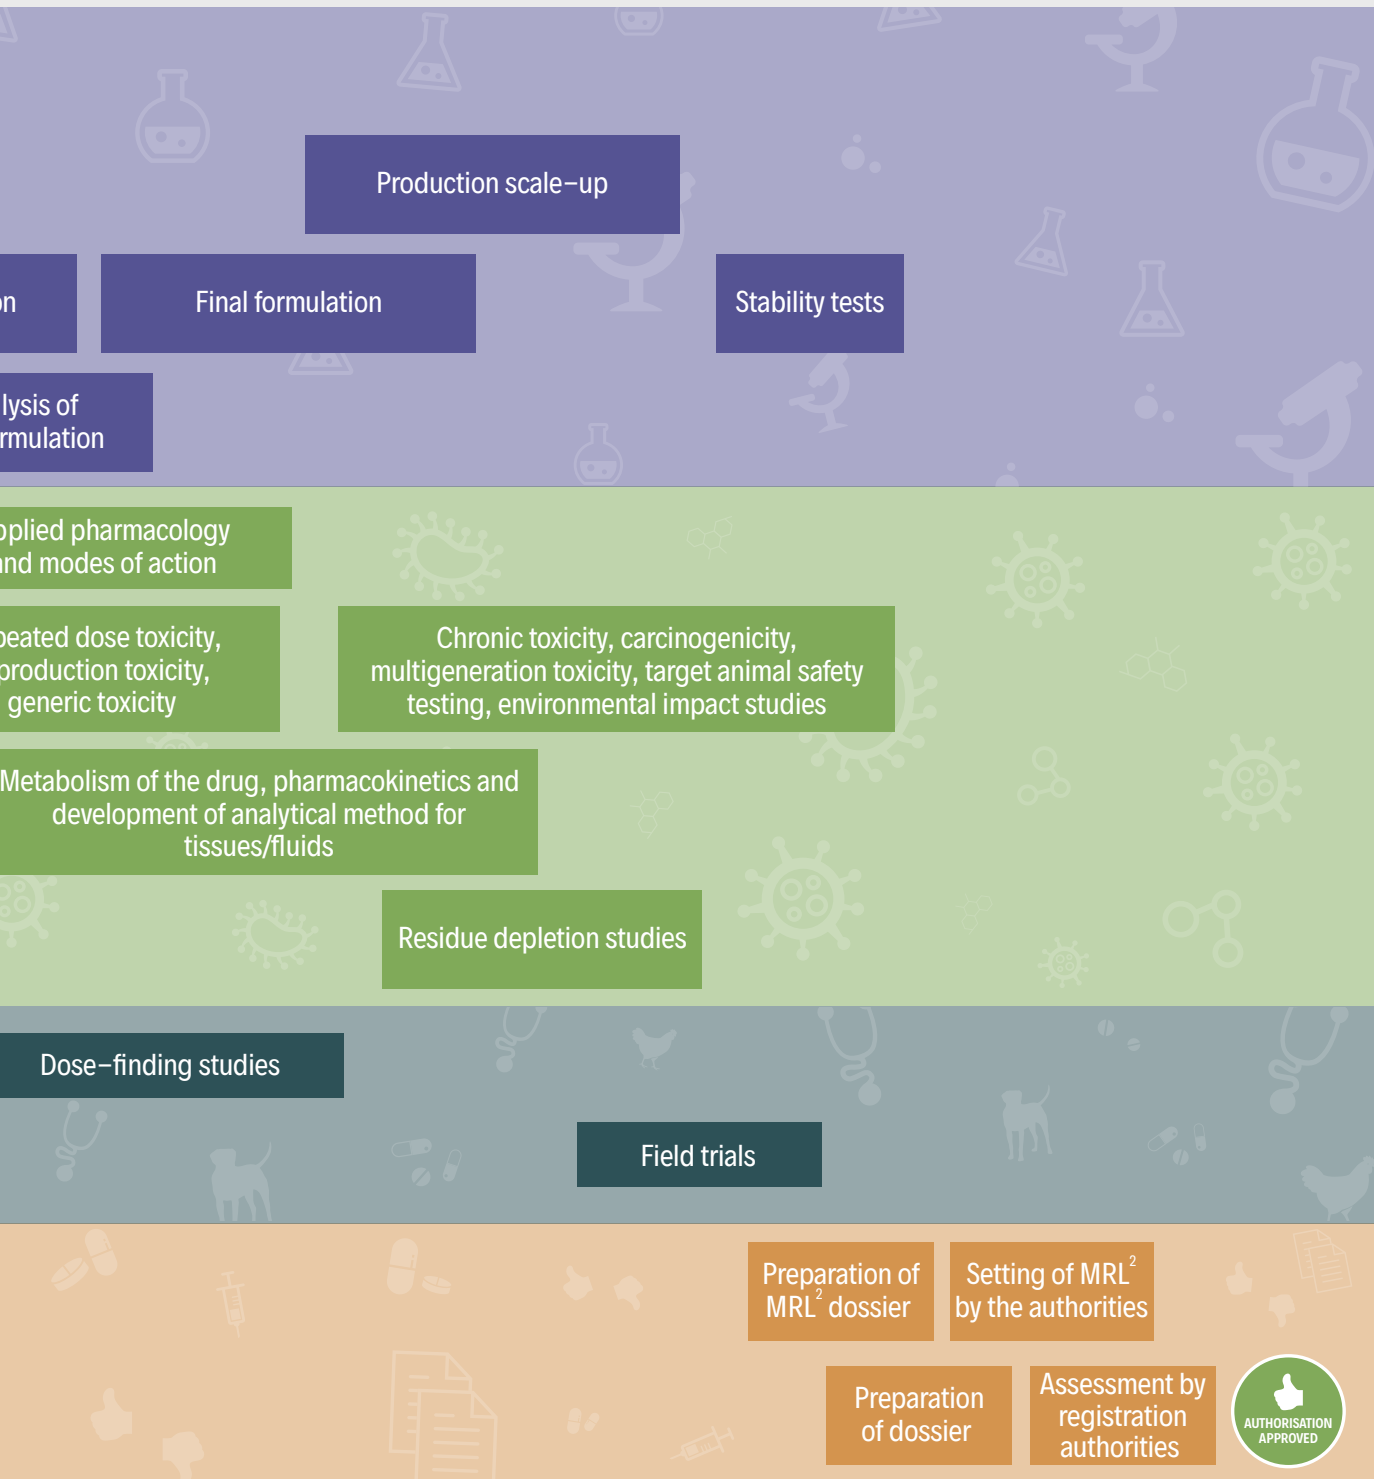 Production scale–up
Final formulation
Stability tests
lysis of
rmulation
and modes of action
production toxicity,
generic toxicity
pplied pharmacology
peated dose toxicity,
Chronic toxicity, carcinogenicity,
multigeneration toxicity, target animal safety
testing, environmental impact studies
Metabolism of the drug, pharmacokinetics and
development of analytical method for
tissues/fluids
Residue depletion studies
Dose–finding studies
Field trials
Preparation of
MRL² dossier
Setting of MRL²
by the authorities
Preparation
of dossier
Assessment by
registration
authorities
AUTHORISATION
APPROVED